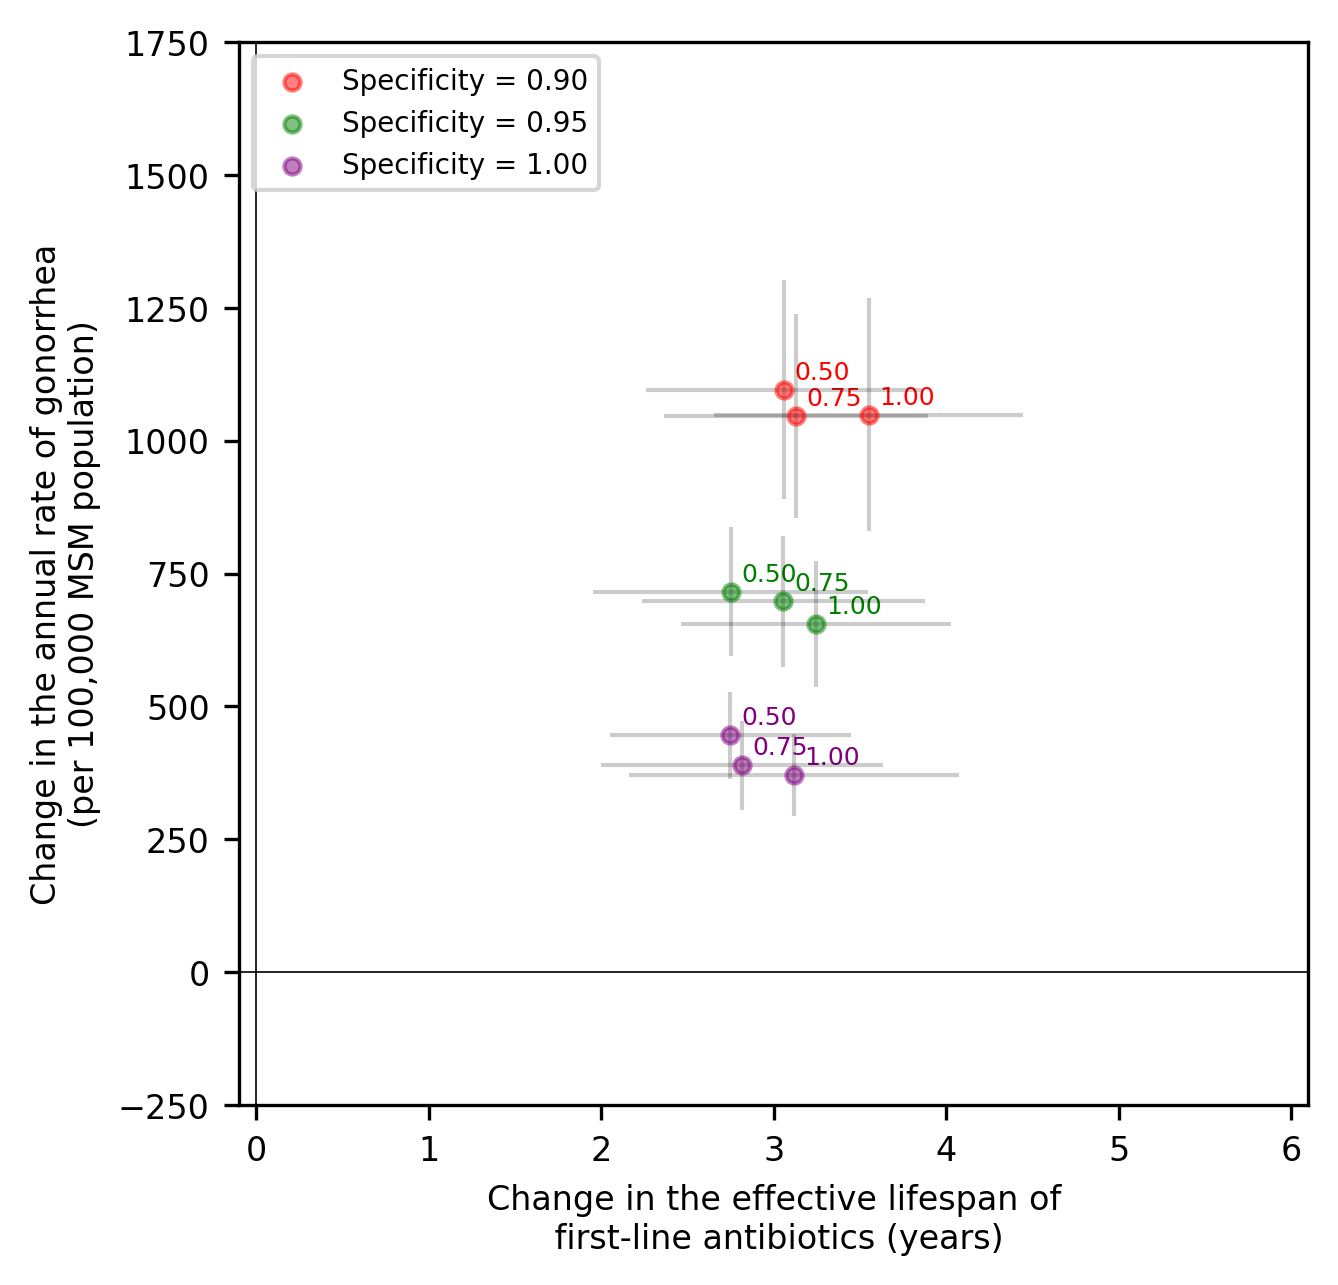 1750
1500
1250
1000
750
500
250
0
−250
Change in the annual rate of gonorrhea
(per 100,000 MSM population)
Specificity = 0.90
Specificity = 0.95
Specificity = 1.00
0.50
0.75
1.00
0.50
0.75
1.00
0.50
0.75
1.00
0 1 2 3 4 5 6
Change in the effective lifespan of
first-line antibiotics (years)